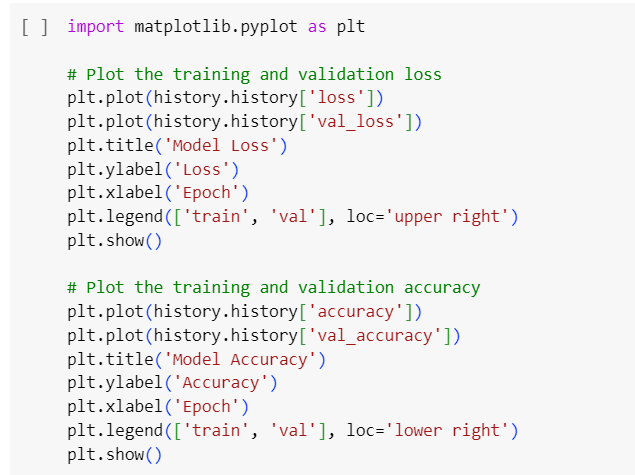 [ ] import matplotlib.pyplot as plt
# Plot the training and validation loss
plt.plot(history.history['loss'])
plt.plot(history.history['val_loss'])
plt.title('Model Loss')
plt.ylabel('Loss')
plt.xlabel('Epoch')
plt.legend(['train', 'val'], loc='upper right')
plt.show()
# Plot the training and validation accuracy
plt.plot(history.history['accuracy'])
plt.plot(history.history['val_accuracy'])
plt.title('Model Accuracy')
plt.ylabel('Accuracy')
plt.xlabel('Epoch')
plt.legend(['train', 'val'], loc='lower right')
plt.show()